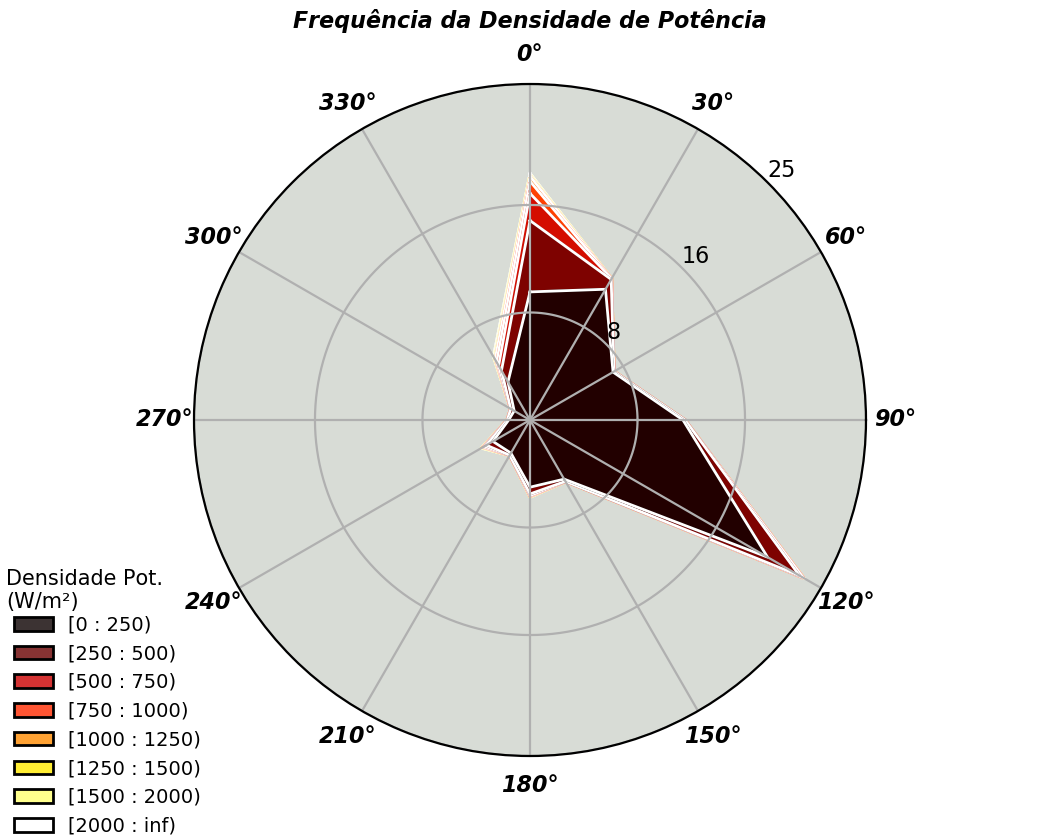 Frequência da Densidade de Potência
0°
330°
30°
25
300°
60°
16
8
270°
90°
240°
120°
210°
150°
180°
Densidade Pot.
(W/m²)
[0 : 250)
[250 : 500)
[500 : 750)
[750 : 1000)
[1000 : 1250)
[1250 : 1500)
[1500 : 2000)
[2000 : inf)